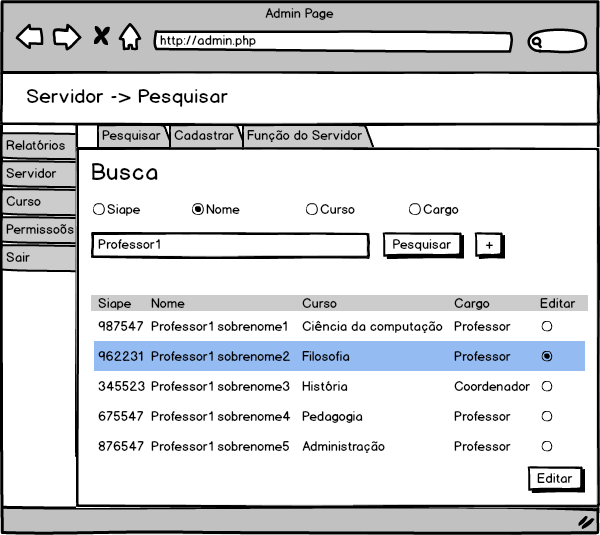 Admin Page
http://admin.php
Servidor -> Pesquisar
Pesquisar Cadastrar Função do Servidor
Relatórios
Servidor
Curso
Permissoõs
Sair
Busca
Siape Nome Curso Cargo
Professor1 Pesquisar +
Siape Nome Curso Cargo Editar
987547 Professor1 sobrenome1 Ciência da computação Professor
962231 Professor1 sobrenome2 Filosofia Professor
345523 Professor1 sobrenome3 História Coordenador
675547 Professor1 sobrenome4 Pedagogia Professor
876547 Professor1 sobrenome5 Administração Professor
Editar